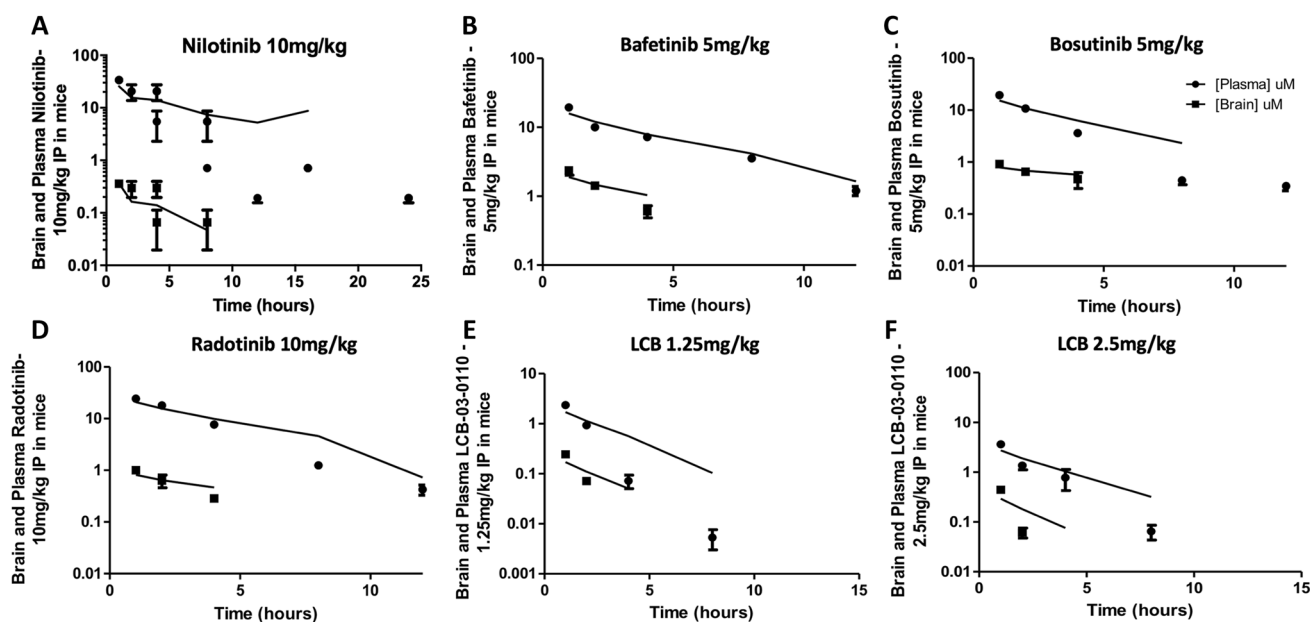 A
Nilotinib 10mg/kg
Brain and Plasma Nilotinib-
10mg/kg IP in mice
100
10
1
0.1
0.01
0
5
10
15
20
25
Time (hours)
B
Bafetinib 5mg/kg
Brain and Plasma Bafetinib -
5mg/kg IP in mice
100
10
1
0.1
0
5
10
Time (hours)
C
Bosutinib 5mg/kg
Brain and Plasma Bosutinib -
5mg/kg IP in mice
100
10
1
0.1
0.01
0
5
10
Time (hours)
[Plasma] uM
[Brain] uM
D
Radotinib 10mg/kg
Brain and Plasma Radotinib-
10mg/kg IP in mice
100
10
1
0.1
0.01
0
5
10
Time (hours)
E
LCB 1.25mg/kg
Brain and Plasma LCB-03-0110 -
1.25mg/kg IP in mice
10
1
0.1
0.01
0.001
0
5
10
15
Time (hours)
F
LCB 2.5mg/kg
Brain and Plasma LCB-03-0110 -
2.5mg/kg IP in mice
100
10
1
0.1
0.01
0
5
10
15
Time (hours)